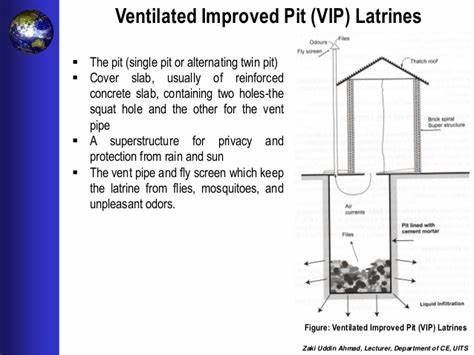 Ventilated Improved Pit (VIP) Latrines
▪ The pit (single pit or alternating twin pit)
▪ Cover slab, usually of reinforced
concrete slab, containing two holes-the
squat hole and the other for the vent
pipe
▪ A superstructure for privacy and
protection from rain and sun
▪ The vent pipe and fly screen which keep
the latrine from flies, mosquitoes, and
unpleasant odors.
Odours
Flies
Fly screen
Thatch roof
Brick spiral
Super structure
Air
currents
Pit lined with
cement mortar
Flies
Liquid Infiltration
Figure: Ventilated Improved Pit (VIP) Latrines
Zaki Uddin Ahmad, Lecturer, Department of CE, UITS